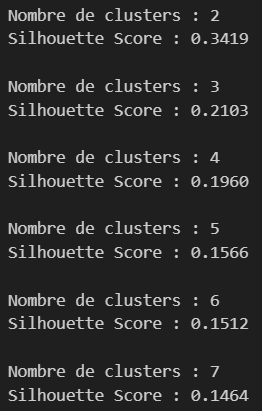 Nombre de clusters : 2
Silhouette Score : 0.3419
Nombre de clusters : 3
Silhouette Score : 0.2103
Nombre de clusters : 4
Silhouette Score : 0.1960
Nombre de clusters : 5
Silhouette Score : 0.1566
Nombre de clusters : 6
Silhouette Score : 0.1512
Nombre de clusters : 7
Silhouette Score : 0.1464